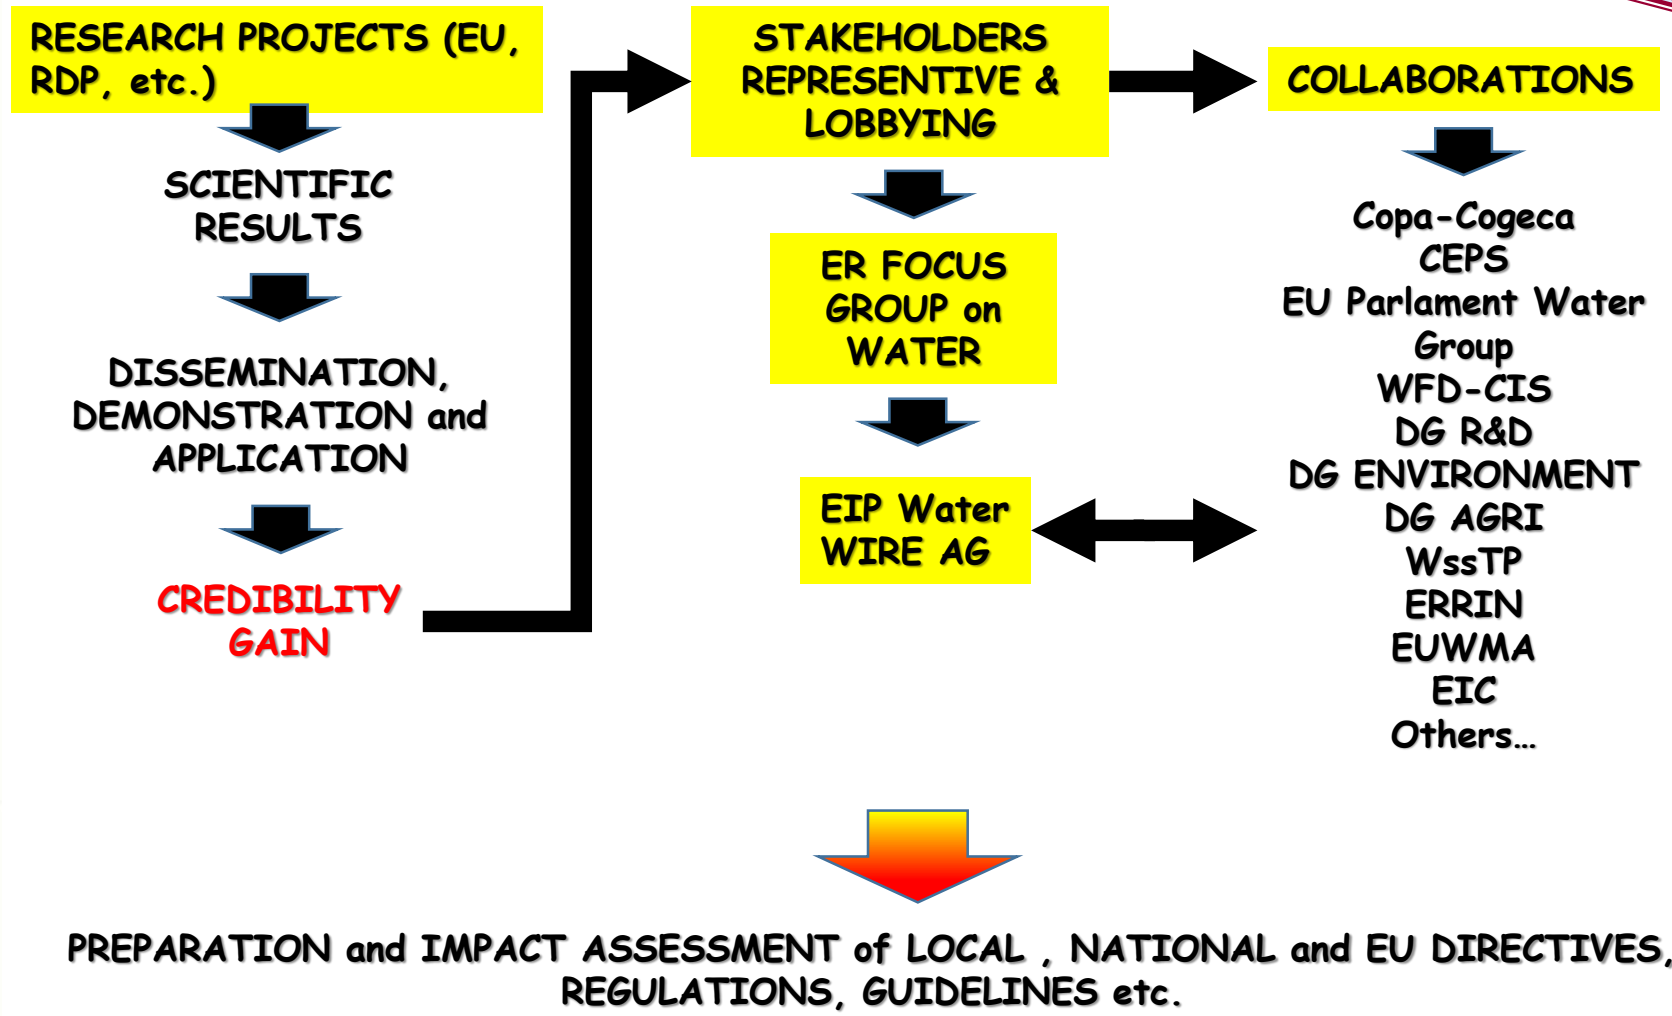 RESEARCH PROJECTS (EU,
RDP, etc.)
SCIENTIFIC
RESULTS
DISSEMINATION,
DEMONSTRATION and
APPLICATION
CREDIBILITY
GAIN
STAKEHOLDERS
REPRESENTIVE &
LOBBYING
ER FOCUS
GROUP on
WATER
EIP Water
WIRE AG
COLLABORATIONS
Copa-Cogeca
CEPS
EU Parlament Water
Group
WFD-CIS
DG R&D
DG ENVIRONMENT
DG AGRI
WssTP
ERRIN
EUWMA
EIC
Others…
PREPARATION and IMPACT ASSESSMENT of LOCAL , NATIONAL and EU DIRECTIVES,
REGULATIONS, GUIDELINES etc.